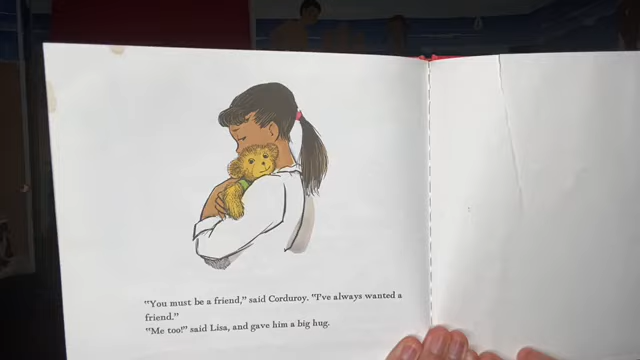 "You must be a friend," said Corduroy. "I've always wanted a
friend."
"Me too!" said Lisa, and gave him a big hug.